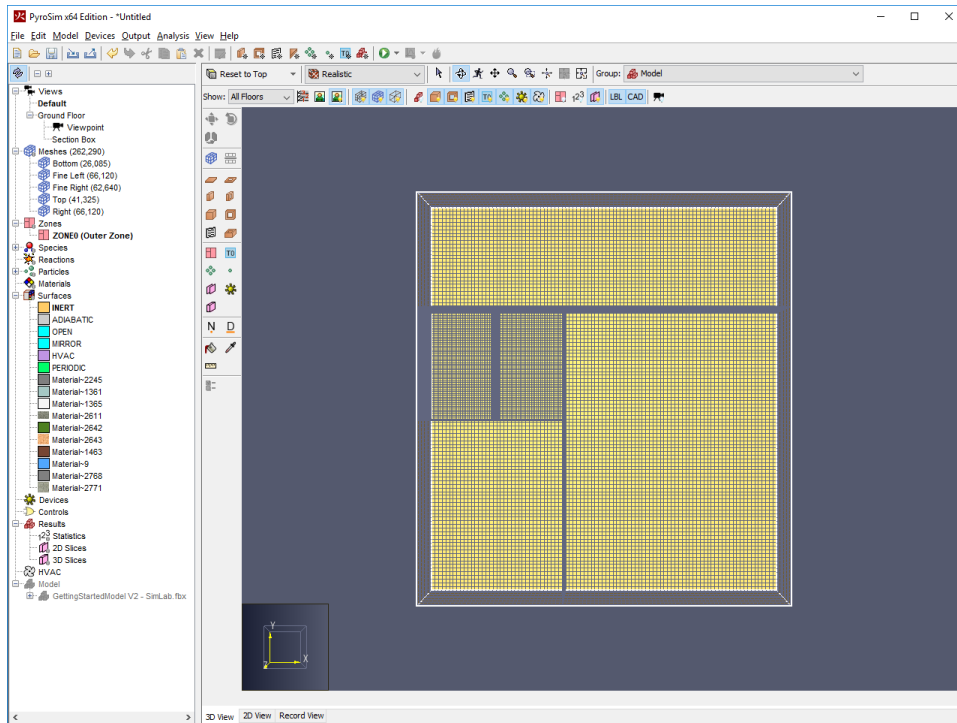 PyroSim x64 Edition - *Untitled
File Edit Model Devices Output Analysis View Help
Reset to Top
Realistic
Group: Model
Show: All Floors
LBL CAD
Views
Default
Ground Floor
Viewpoint
Section Box
Meshes (262,290)
Bottom (26,085)
Fine Left (66,120)
Fine Right (62,640)
Top (41,325)
Right (66,120)
Zones
ZONE0 (Outer Zone)
Species
Reactions
Particles
Materials
Surfaces
INERT
ADIABATIC
OPEN
MIRROR
HVAC
PERIODIC
Material~2245
Material~1361
Material~1365
Material~2611
Material~2642
Material~2643
Material~1463
Material~9
Material~2768
Material~2771
Devices
Controls
Results
Statistics
2D Slices
3D Slices
HVAC
Model
GettingStartedModel V2 - SimLab.fbx
N D
Y
X
Z
3D View 2D View Record View